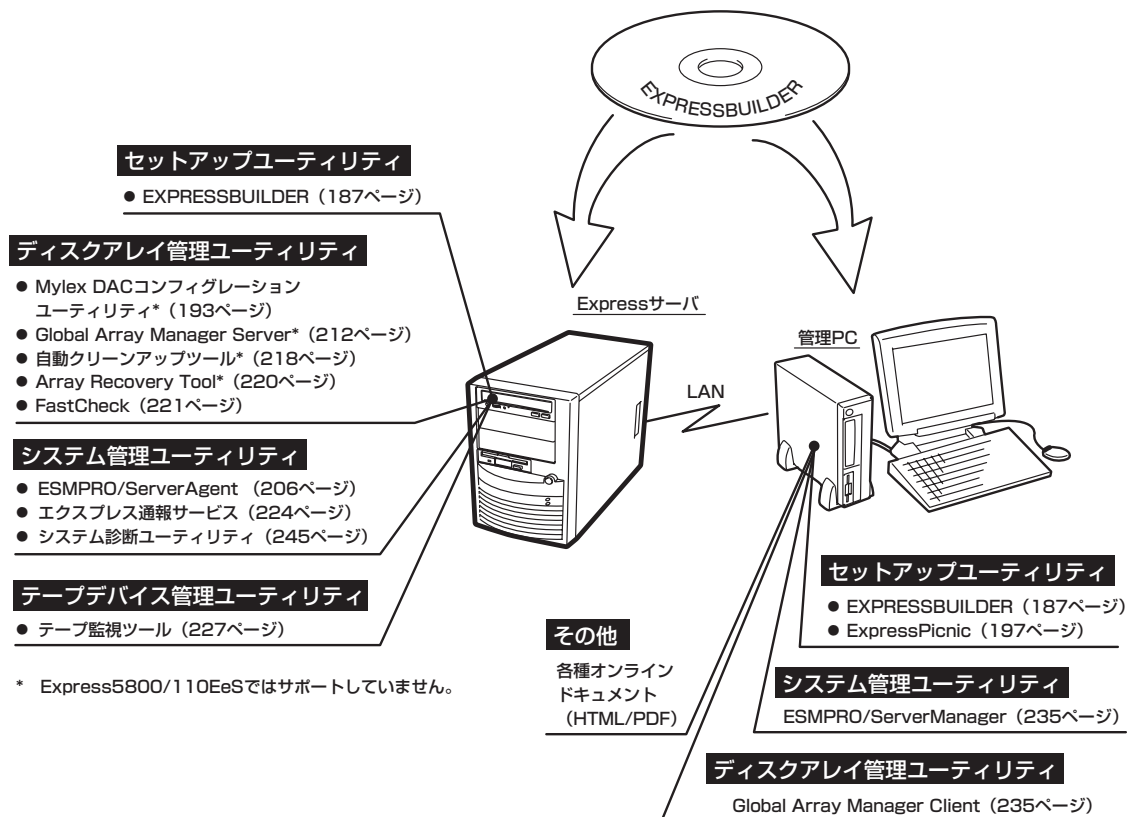 EXPRESSBUILDER
セットアップユーティリティ
● EXPRESSBUILDER（187ページ）
ディスクアレイ管理ユーティリティ
● Mylex DACコンフィグレーション
ユーティリティ*（193ページ）
● Global Array Manager Server*（212ページ）
● 自動クリーンアップツール*（218ページ）
● Array Recovery Tool*（220ページ）
● FastCheck（221ページ）
システム管理ユーティリティ
● ESMPRO/ServerAgent （206ページ）
● エクスプレス通報サービス（224ページ）
● システム診断ユーティリティ（245ページ）
テープデバイス管理ユーティリティ
● テープ監視ツール（227ページ）
* Express5800/110EeSではサポートしていません。
Expressサーバ
LAN
管理PC
セットアップユーティリティ
● EXPRESSBUILDER（187ページ）
● ExpressPicnic（197ページ）
その他
各種オンライン
ドキュメント
（HTML/PDF）
システム管理ユーティリティ
ESMPRO/ServerManager（235ページ）
ディスクアレイ管理ユーティリティ
Global Array Manager Client（235ページ）